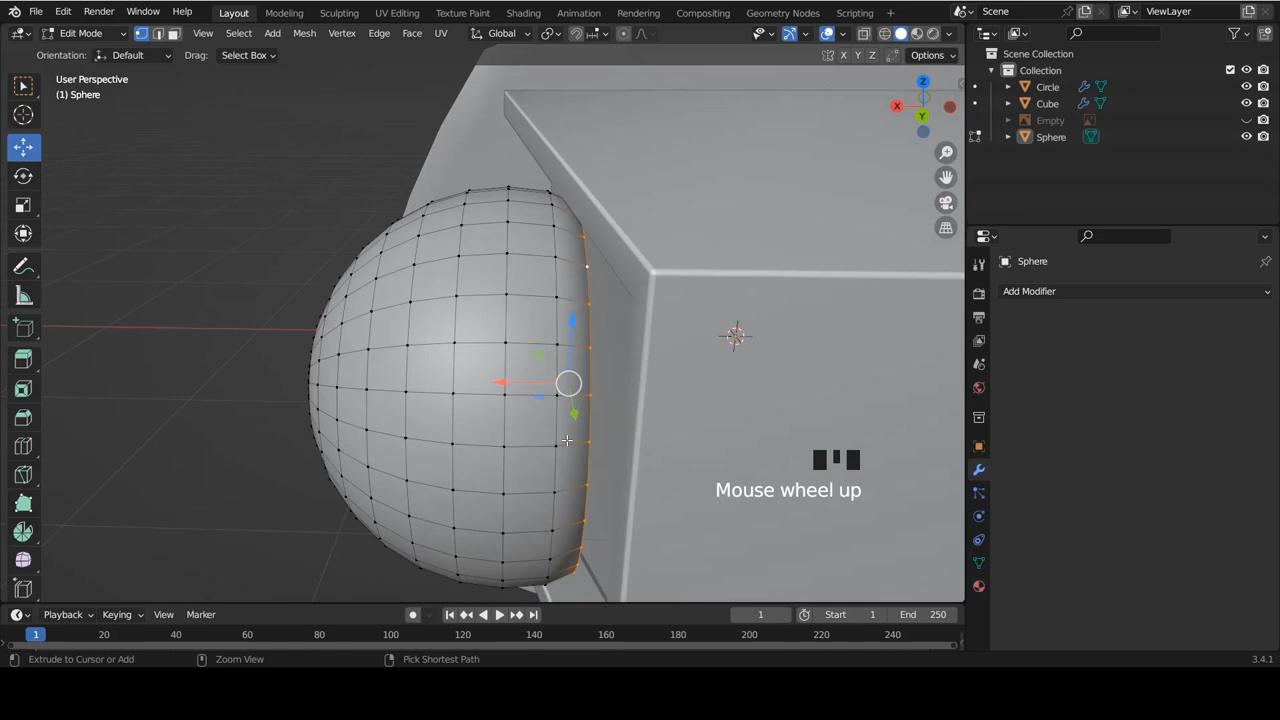 File Edit Render Window Help Layout Modeling Sculpting UV Editing Texture Paint Shading Animation Rendering Compositing Geometry Nodes Scripting Scene ViewLayer
Edit Mode View Select Add Mesh Vertex Edge Face UV Global
Orientation: Default Drag: Select Box X Y Z Options
User Perspective
(1) Sphere
Scene Collection
Collection
Circle
Cube
Empty
Sphere
Z
X
Y
Sphere
Add Modifier
Mouse wheel up
Playback Keying View Marker 1 Start 1 End 250
1 20 40 60 80 100 120 140 160 180 200 220 240
Extrude to Cursor or Add Zoom View Pick Shortest Path 3.4.1